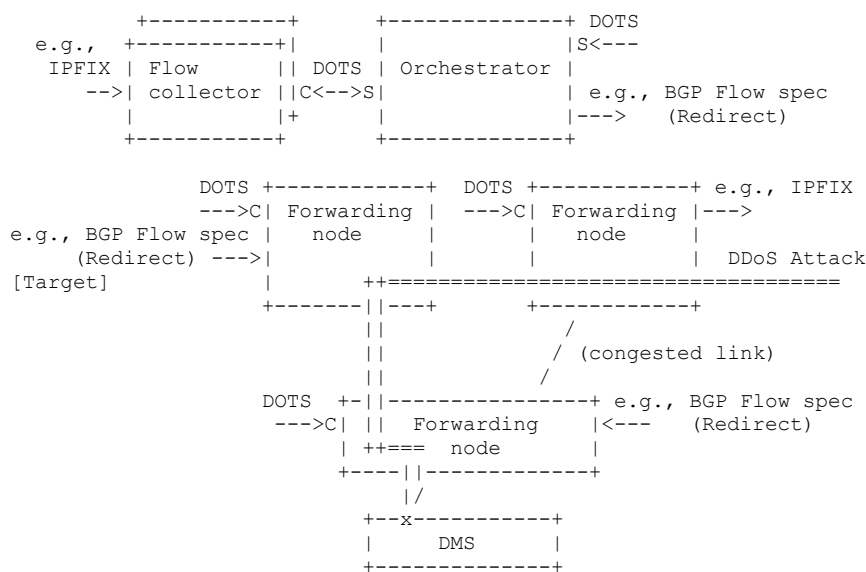 DOTS
e.g.,
S<---
IPFIX Flow DOTS Orchestrator
-->| collector C<-->S e.g., BGP Flow spec
---> (Redirect)
DOTS DOTS e.g., IPFIX
--->C Forwarding --->C Forwarding --->
e.g., BGP Flow spec node node
(Redirect) ---> DDoS Attack
[Target]
(congested link)
DOTS e.g., BGP Flow spec
--->C Forwarding <--- (Redirect)
node
x
DMS